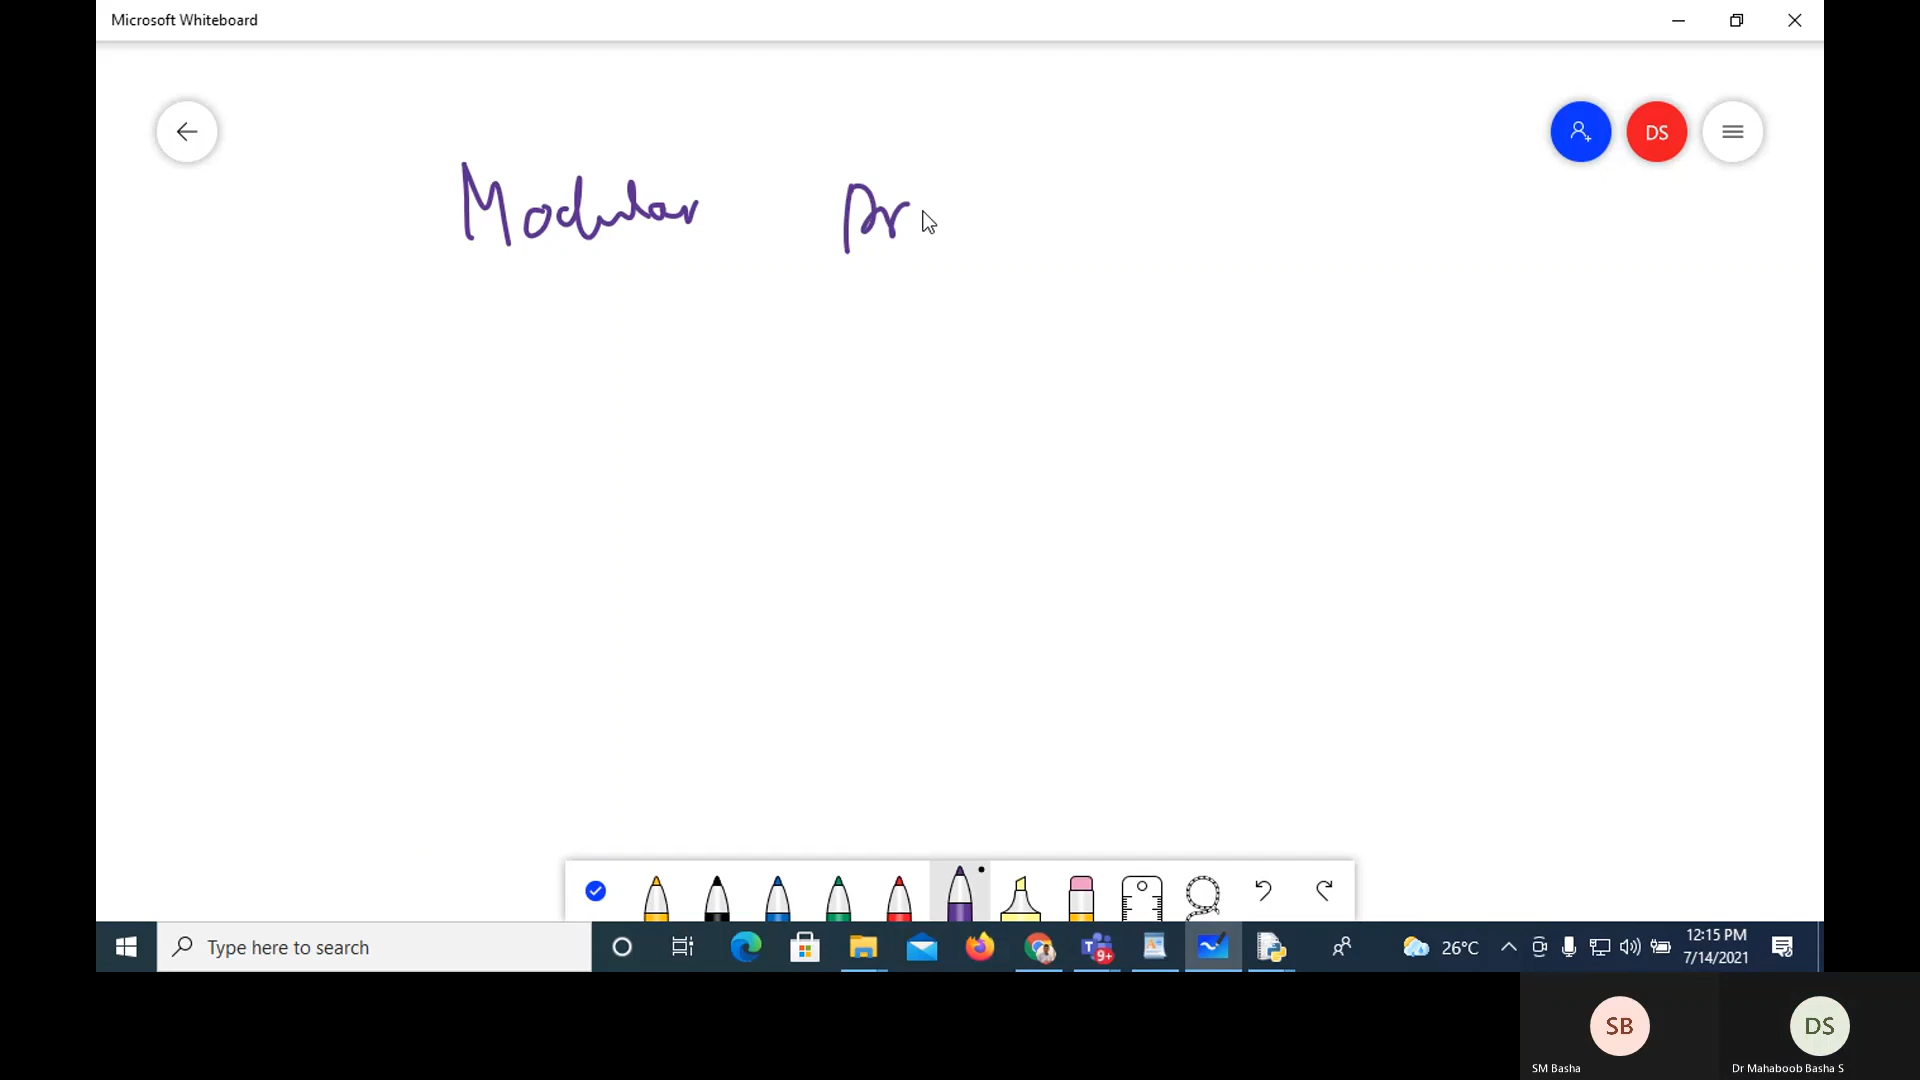 Microsoft Whiteboard
DS
Modular Pr
9+
Type here to search
26°C
12:15 PM
7/14/2021
SB
DS
SM Basha
Dr Mahaboob Basha S